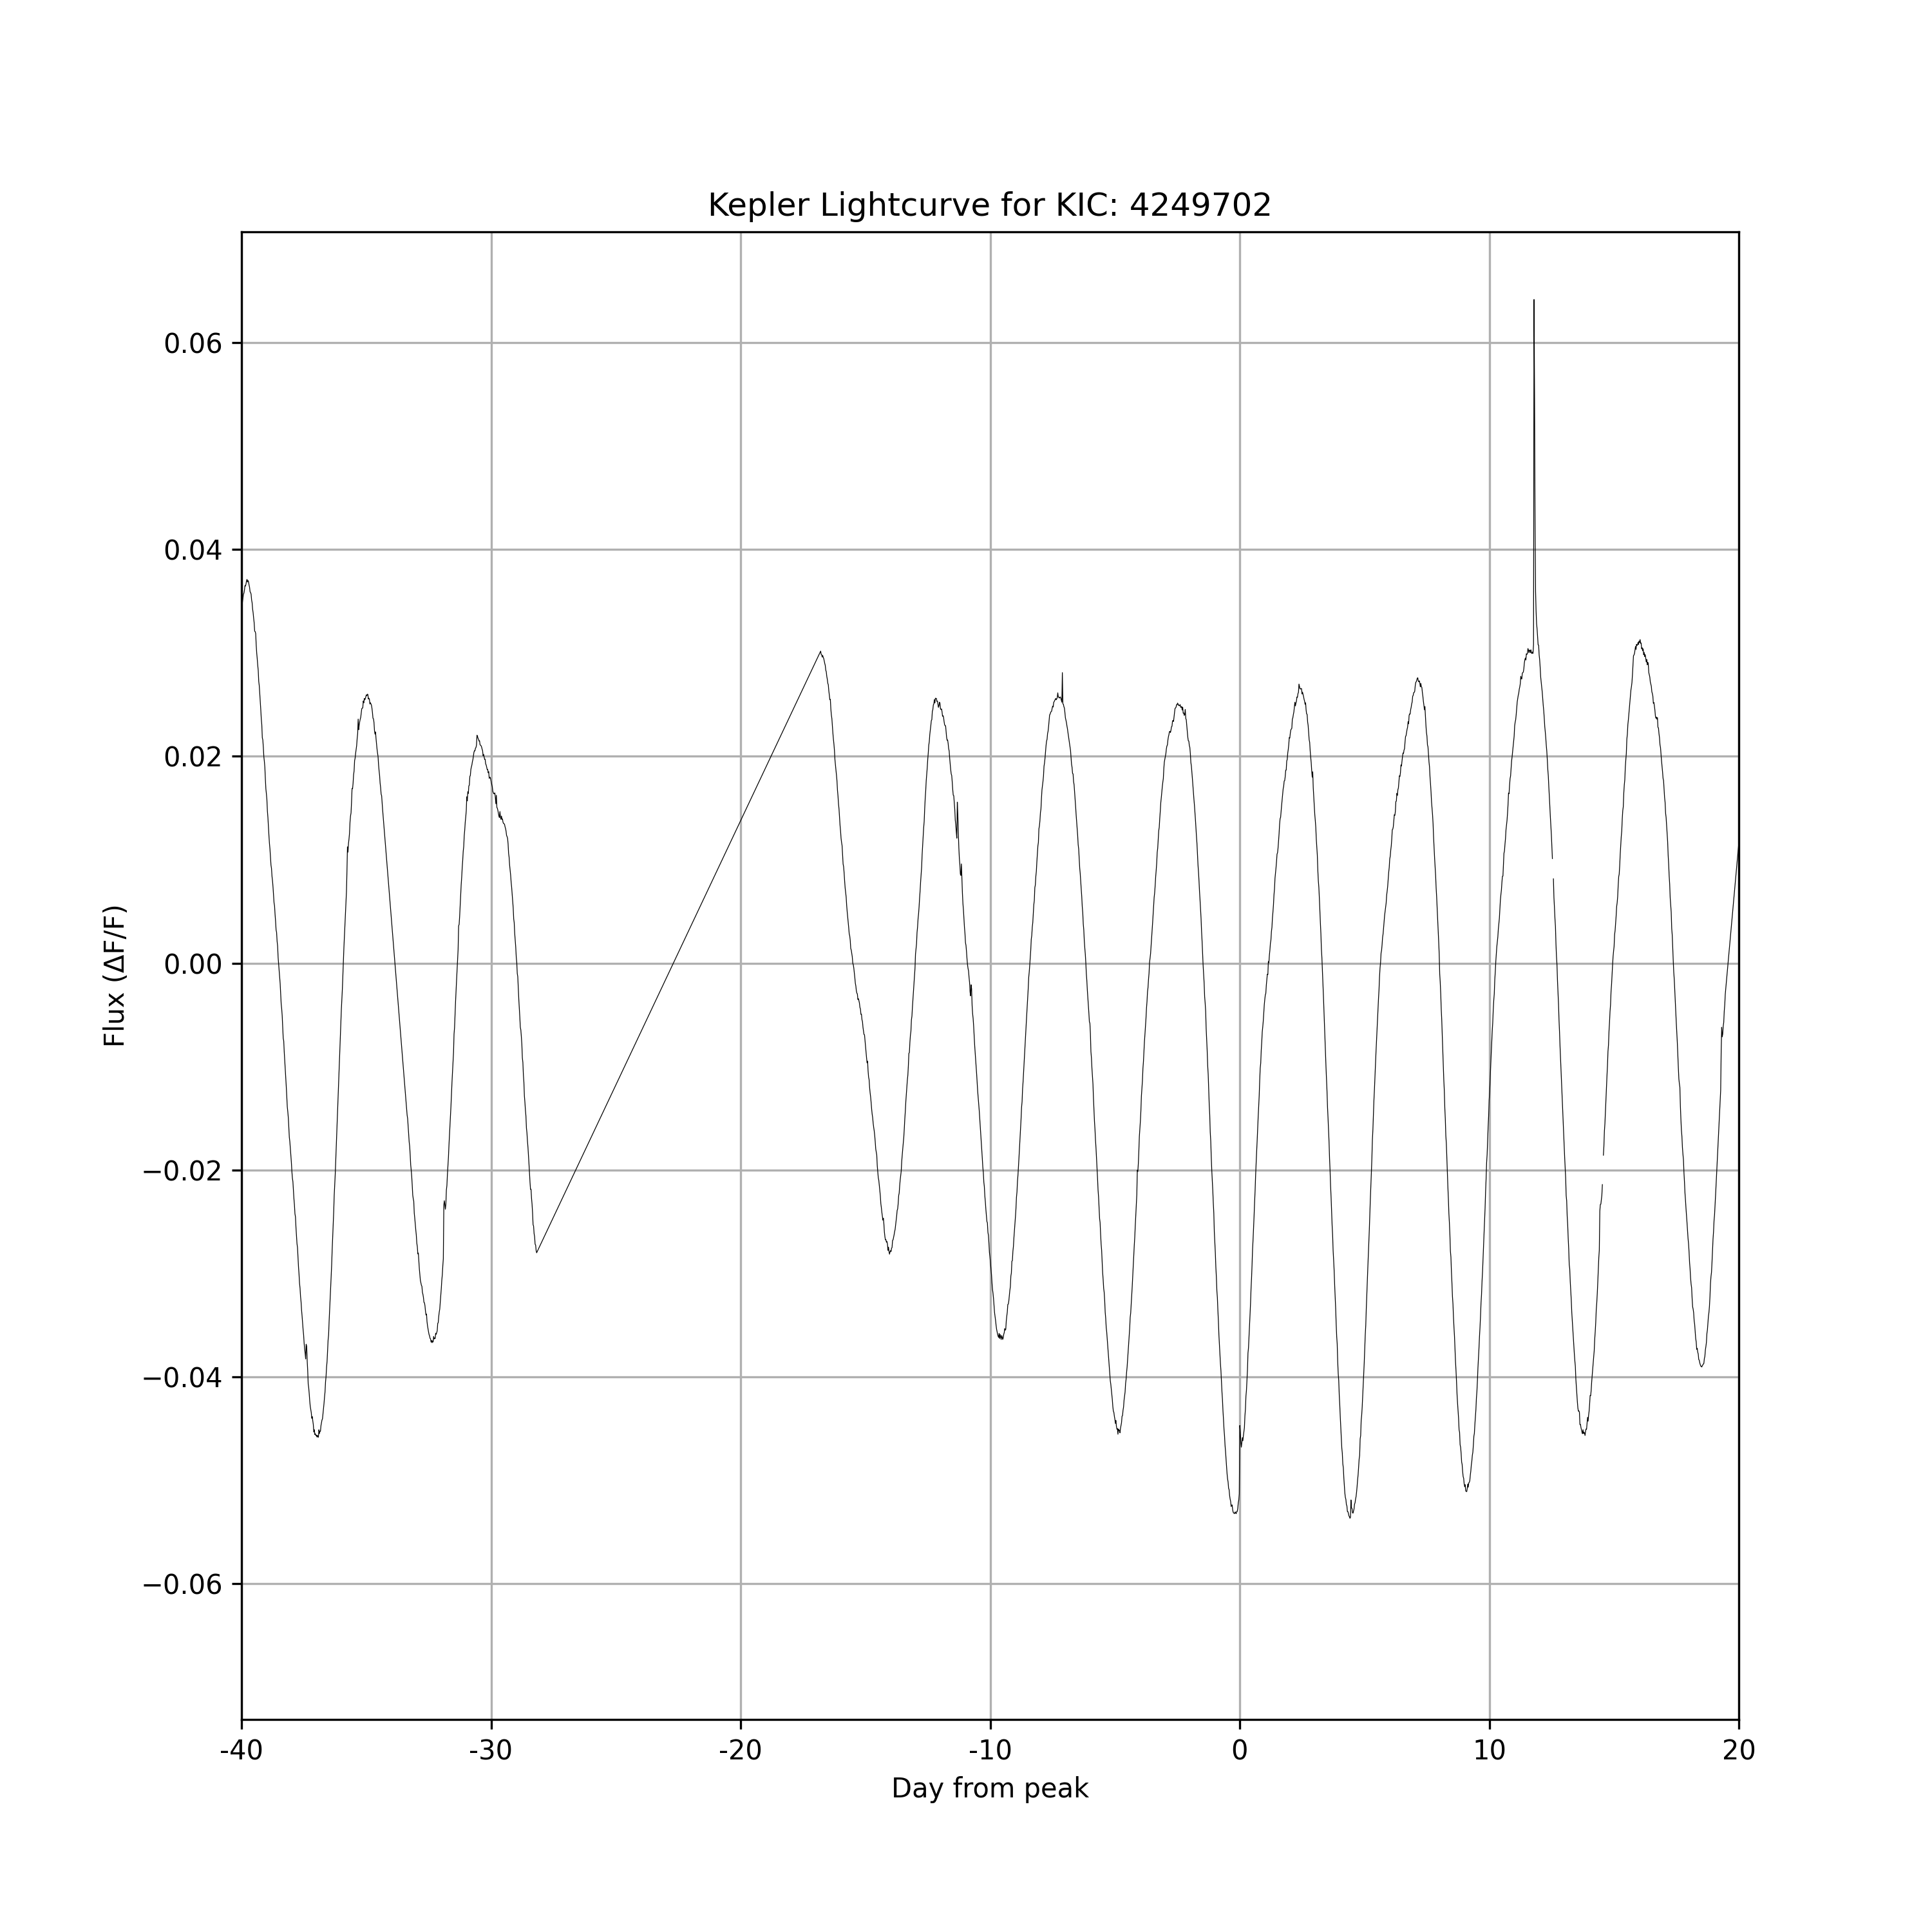 Kepler Lightcurve for KIC: 4249702
0.06
0.04
0.02
0.00
−0.02
−0.04
−0.06
Flux (ΔF/F)
-40 -30 -20 -10 0 10 20
Day from peak